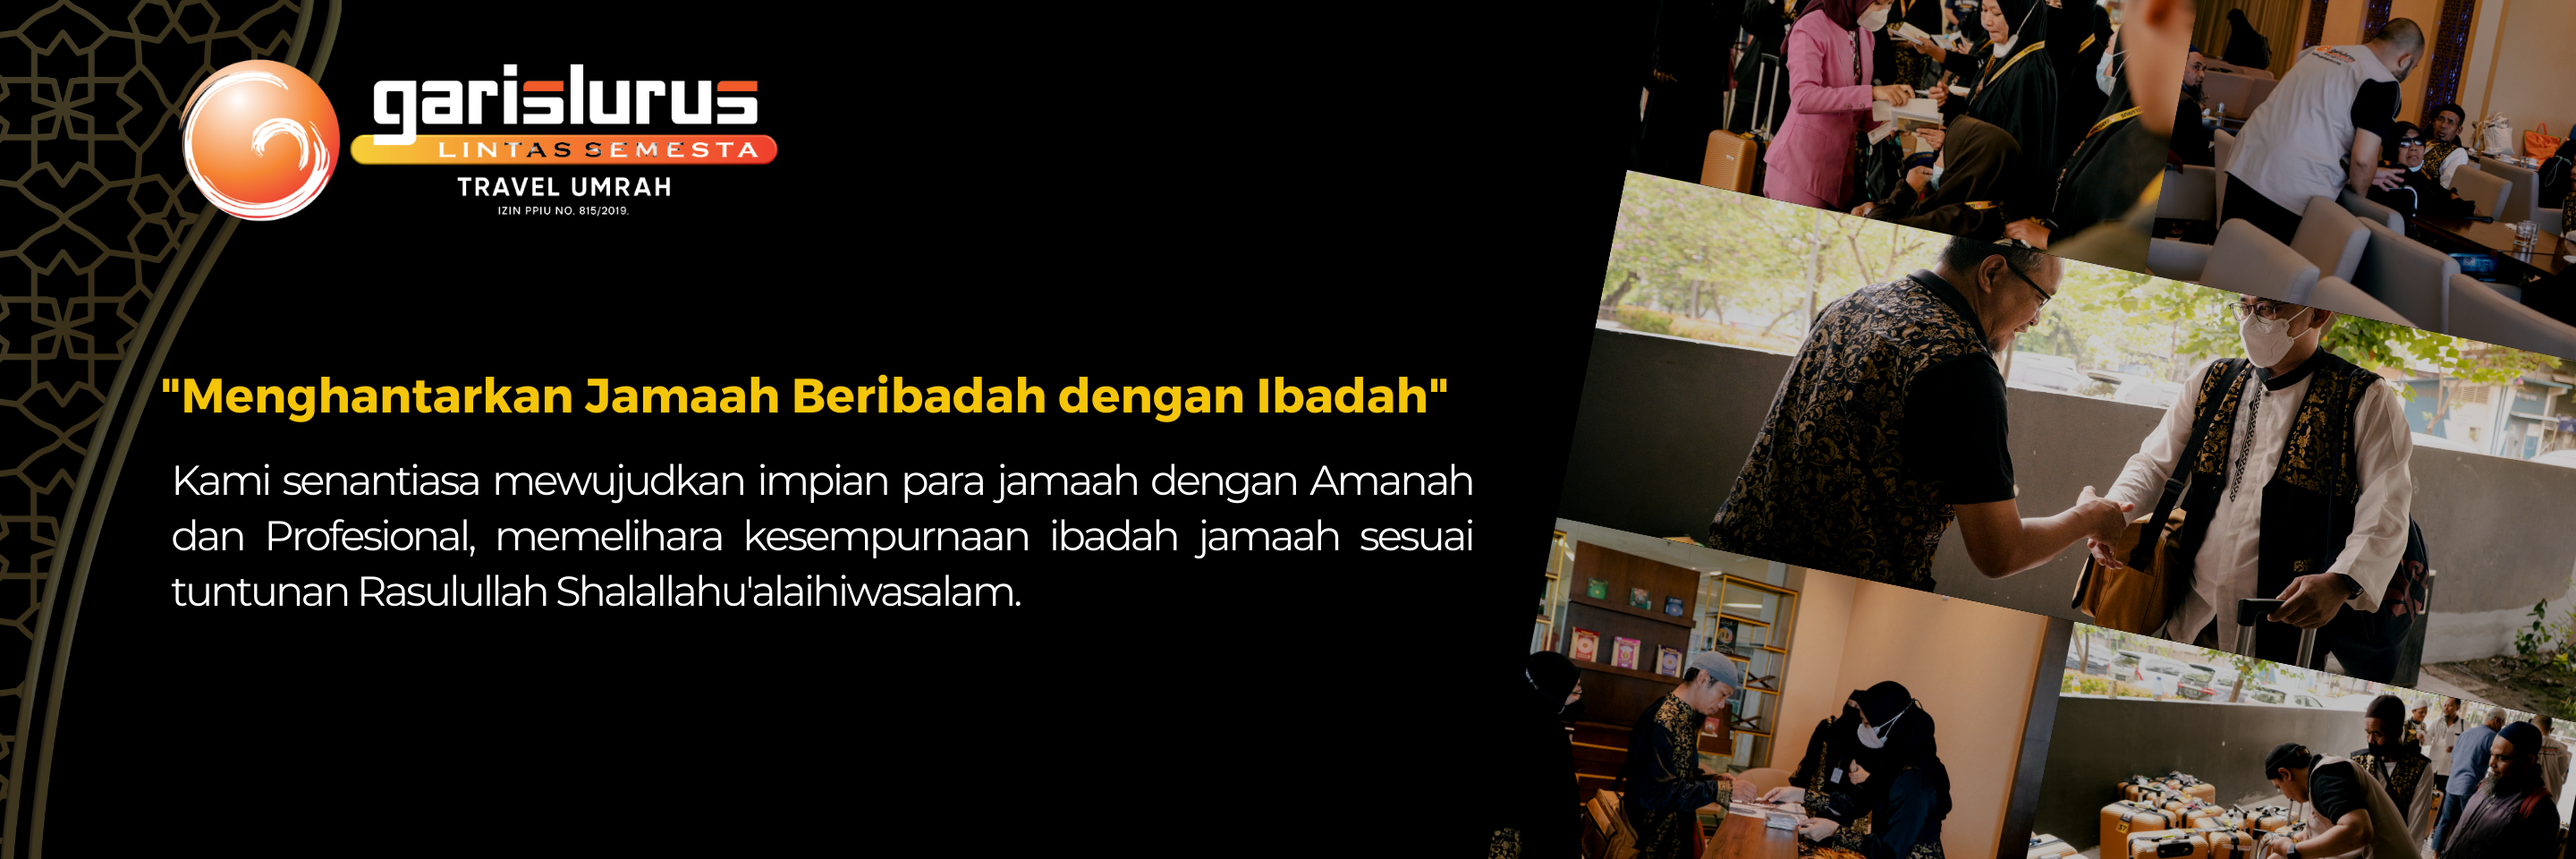 garislurus
LINTAS SEMESTA
TRAVEL UMRAH
IZIN PPIU NO. 815/2019.
"Menghantarkan Jamaah Beribadah dengan Ibadah"
Kami senantiasa mewujudkan impian para jamaah dengan Amanah
dan Profesional, memelihara kesempurnaan ibadah jamaah sesuai
tuntunan Rasulullah Shalallahu'alaihiwasalam.